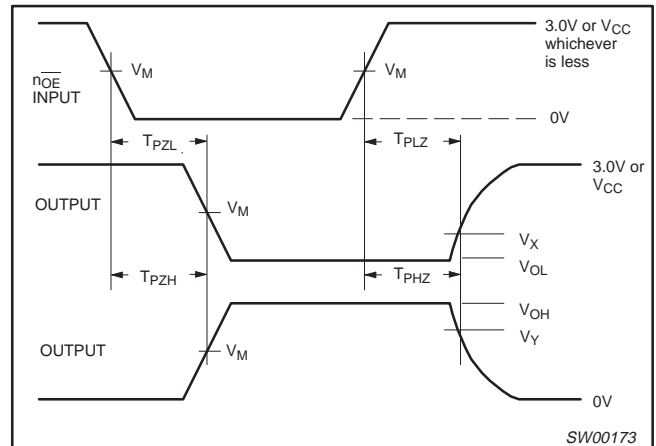 3.0V or VCC
whichever
is less
VM
VM
nOE
INPUT
0V
TPZL
TPLZ
3.0V or
VCC
OUTPUT
VM
VX
VOL
TPZH
TPHZ
VOH
VY
OUTPUT
VM
0V
SW00173